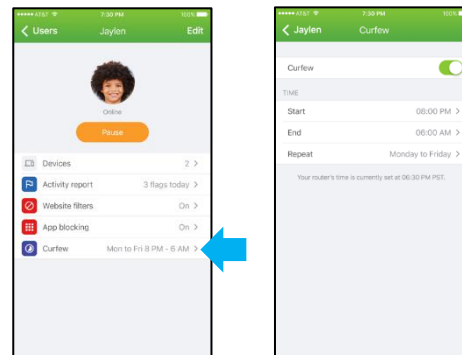 AT&T 7:30 PM 100%
Users Jaylen Edit
Online
Pause
Devices 2
Activity report 3 flags today
Website filters On
App blocking On
Curfew Mon to Fri 8 PM - 6 AM
AT&T 7:30 PM 100%
Jaylen Curfew
Curfew
TIME
Start 08:00 PM
End 06:00 AM
Repeat Monday to Friday
Your router's time is currently set at 06:30 PM PST.